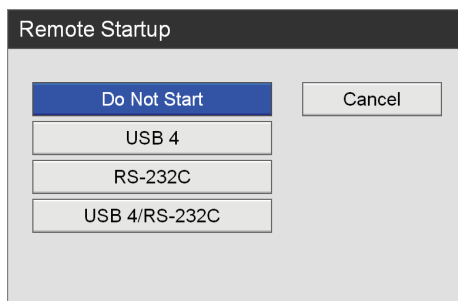 Remote Startup
Do Not Start
Cancel
USB 4
RS-232C
USB 4/RS-232C